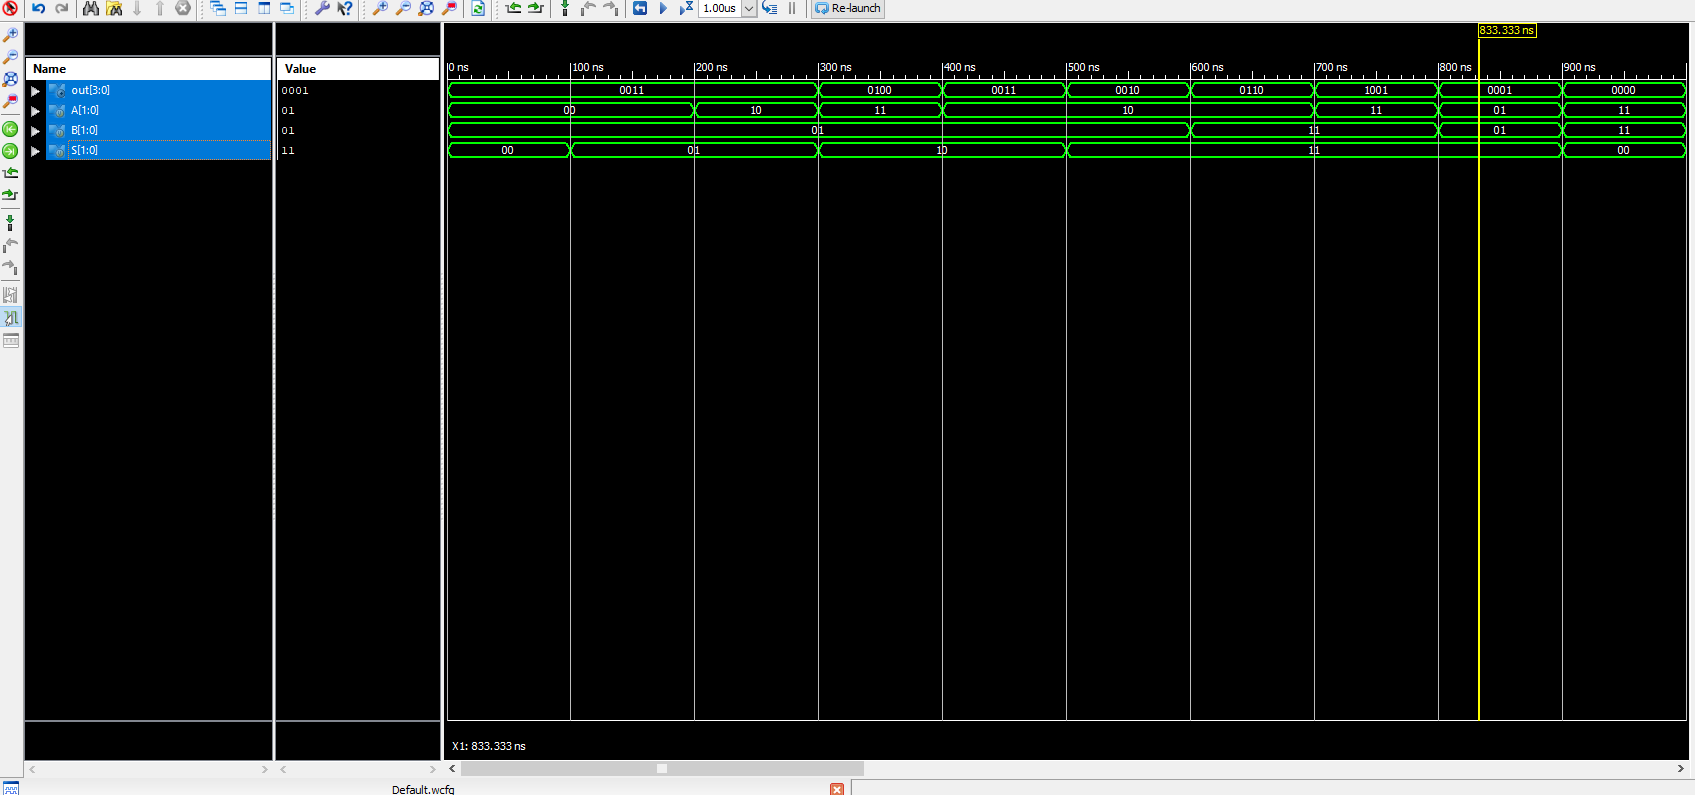 1.00us Re-launch
833.333 ns
Name Value
0 ns 100 ns 200 ns 300 ns 400 ns 500 ns 600 ns 700 ns 800 ns 900 ns
out[3:0] 0001 0011 0100 0011 0010 0110 1001 0001 0000
A[1:0] 01 00 10 11 10 11 01 11
B[1:0] 01 01 11 01 11
S[1:0] 11 00 01 10 11 00
X1: 833.333 ns
Default.wcfg